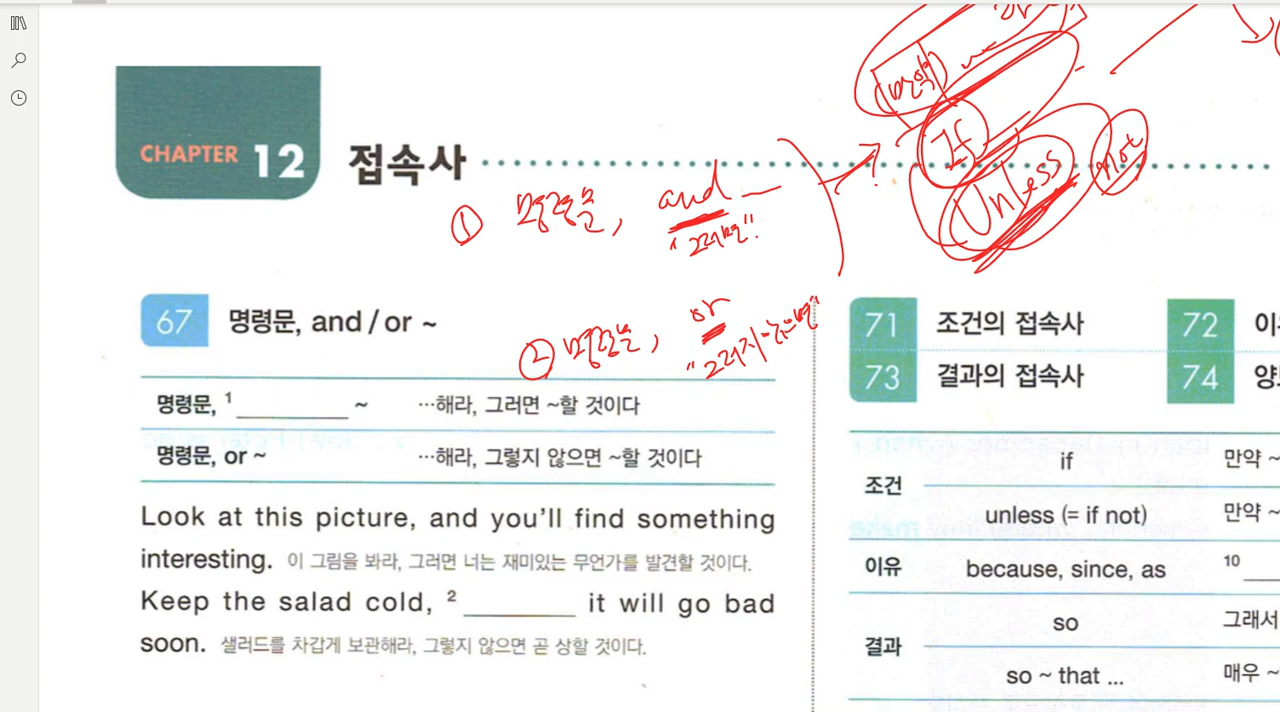 or
(만약)
If
CHAPTER 12 접속사
Unless
not
① 명령문, and
"그러면".
?
67 명령문, and / or ~
② 명령문, or
"그러지 않으면"
명령문, 1 ________ ~ …해라, 그러면 ~할 것이다
명령문, or ~ …해라, 그렇지 않으면 ~할 것이다
Look at this picture, and you'll find something
interesting. 이 그림을 봐라, 그러면 너는 재미있는 무언가를 발견할 것이다.
Keep the salad cold, 2 ________ it will go bad
soon. 샐러드를 차갑게 보관해라, 그렇지 않으면 곧 상할 것이다.
71 조건의 접속사 72
73 결과의 접속사 74
조건 if 만약 ~
unless (= if not) 만약 ~
이유 because, since, as 10
결과 so 그래서
so ~ that ... 매우 ~